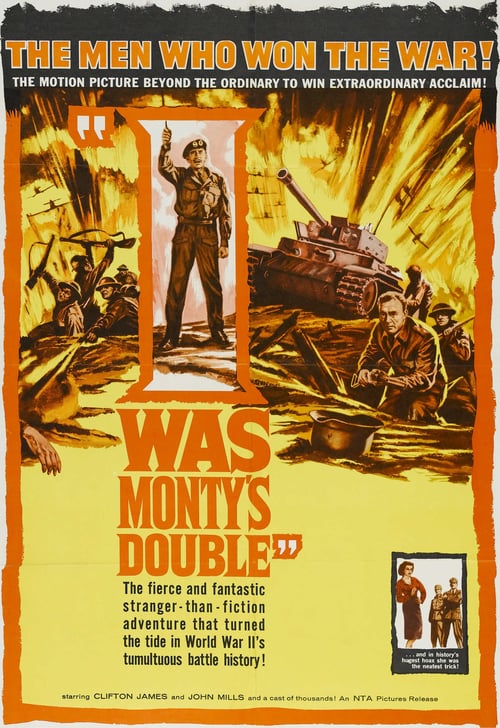 THE MEN WHO WON THE WAR!
THE MOTION PICTURE BEYOND THE ORDINARY TO WIN EXTRAORDINARY ACCLAIM!
“I
WAS
MONTY'S
DOUBLE”
The fierce and fantastic
stranger-than-fiction
adventure that turned
the tide in World War II's
tumultuous battle history!
...and in history's
hugest hoax she was
the neatest trick!
starring CLIFTON JAMES and JOHN MILLS and a cast of thousands! An NTA Pictures Release